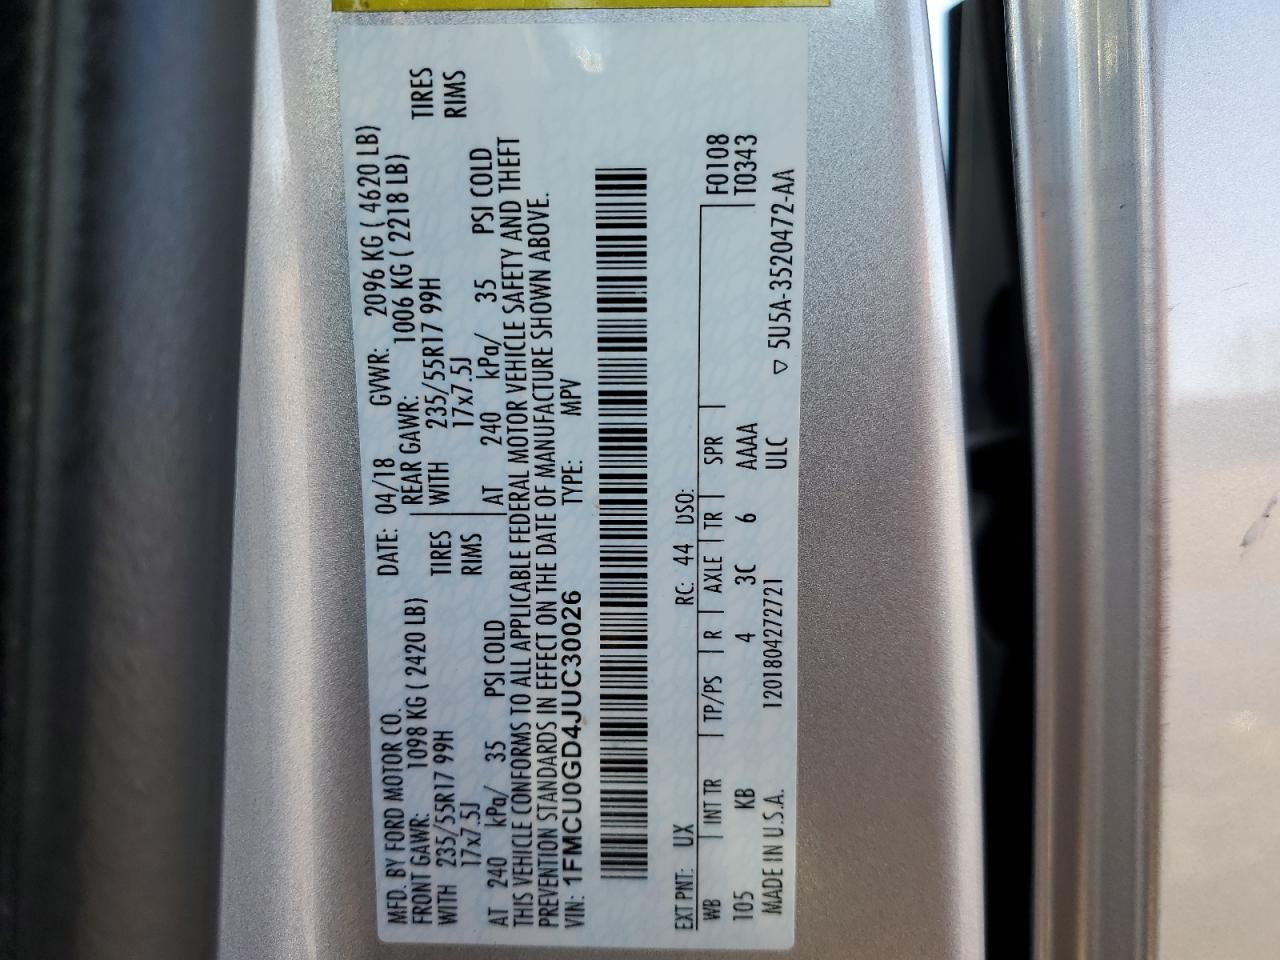 MFD. BY FORD MOTOR CO. DATE: 04/18 GVWR: 2096 KG ( 4620 LB)
FRONT GAWR: 1098 KG ( 2420 LB) REAR GAWR: 1006 KG ( 2218 LB)
WITH 235/55R17 99H TIRES WITH 235/55R17 99H TIRES
17x7.5J RIMS 17x7.5J RIMS
AT 240 kPa/ 35 PSI COLD AT 240 kPa/ 35 PSI COLD
THIS VEHICLE CONFORMS TO ALL APPLICABLE FEDERAL MOTOR VEHICLE SAFETY AND THEFT
PREVENTION STANDARDS IN EFFECT ON THE DATE OF MANUFACTURE SHOWN ABOVE.
VIN: 1FMCU0GD4JUC30026 TYPE: MPV
EXT PNT: UX RC: 44 DSO:
WB INT TR TP/PS R AXLE TR SPR F0108
105 KB 4 3C 6 AAAA T0343
MADE IN U.S.A. 1201804272721 ULC ▽ 5U5A-3520472-AA